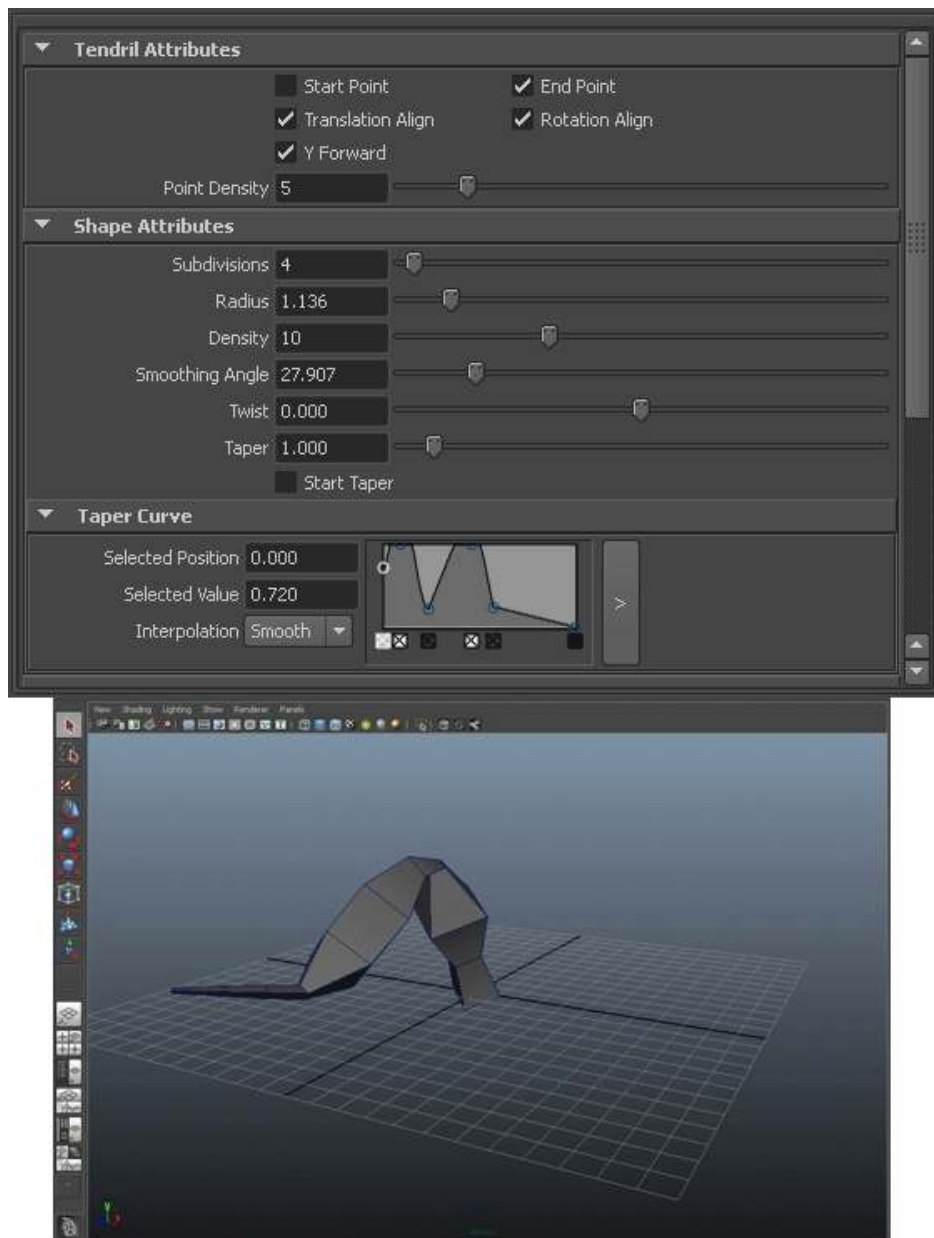 Tendril Attributes
Start Point End Point
Translation Align Rotation Align
Y Forward
Point Density 5
Shape Attributes
Subdivisions 4
Radius 1.136
Density 10
Smoothing Angle 27.907
Twist 0.000
Taper 1.000
Start Taper
Taper Curve
Selected Position 0.000
Selected Value 0.720
>
Interpolation Smooth
View Shading Lighting Show Renderer Panels